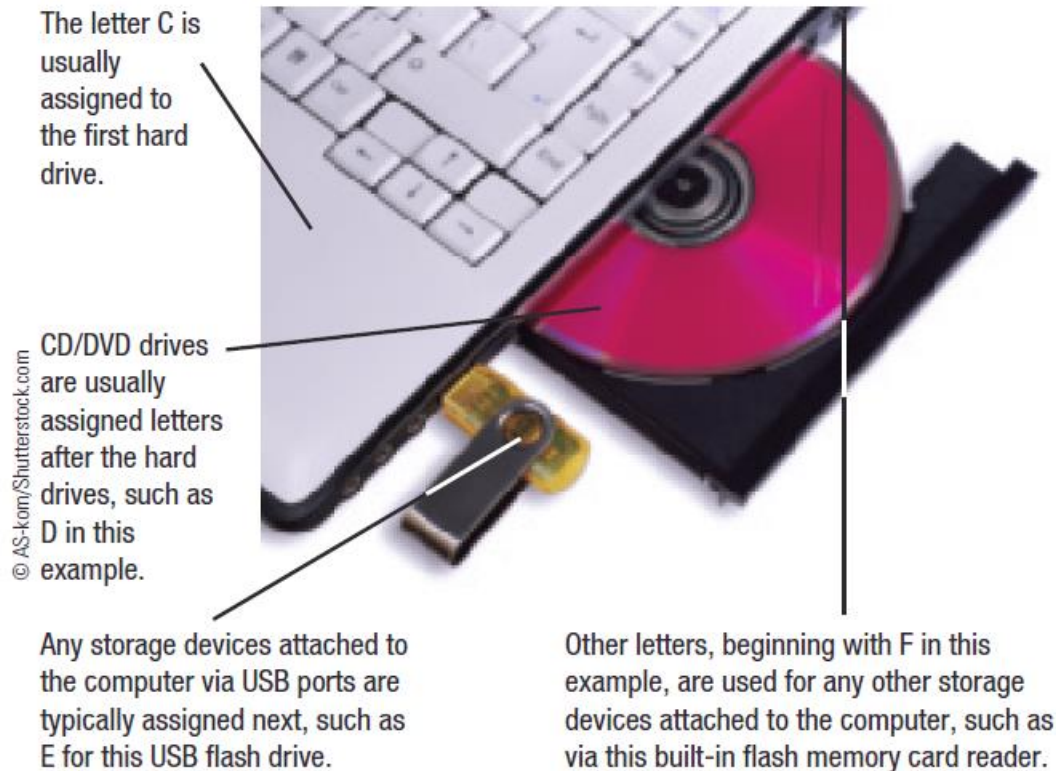 The letter C is
usually
assigned to
the first hard
drive.
CD/DVD drives
are usually
assigned letters
after the hard
drives, such as
D in this
example.
© AS-kom/Shutterstock.com
Any storage devices attached to
the computer via USB ports are
typically assigned next, such as
E for this USB flash drive.
Other letters, beginning with F in this
example, are used for any other storage
devices attached to the computer, such as
via this built-in flash memory card reader.